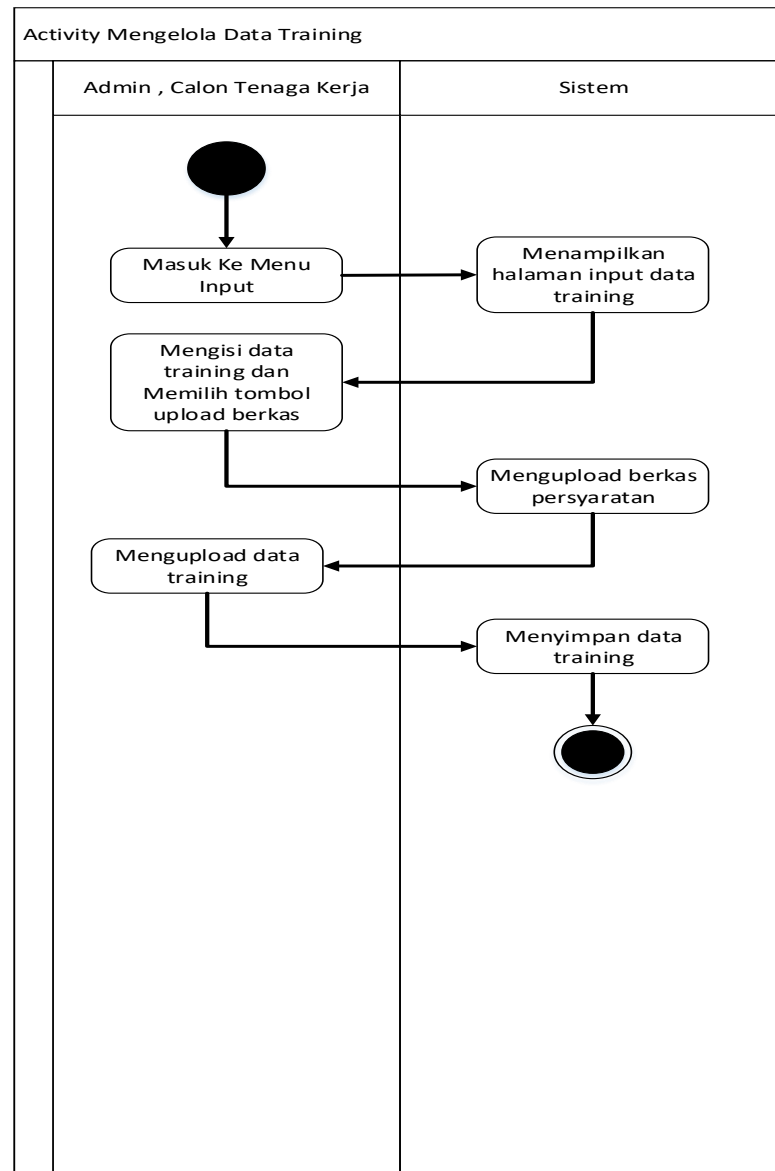 Activity Mengelola Data Training
Admin , Calon Tenaga Kerja
Sistem
Masuk Ke Menu
Input
Menampilkan
halaman input data
training
Mengisi data
training dan
Memilih tombol
upload berkas
Mengupload berkas
persyaratan
Mengupload data
training
Menyimpan data
training